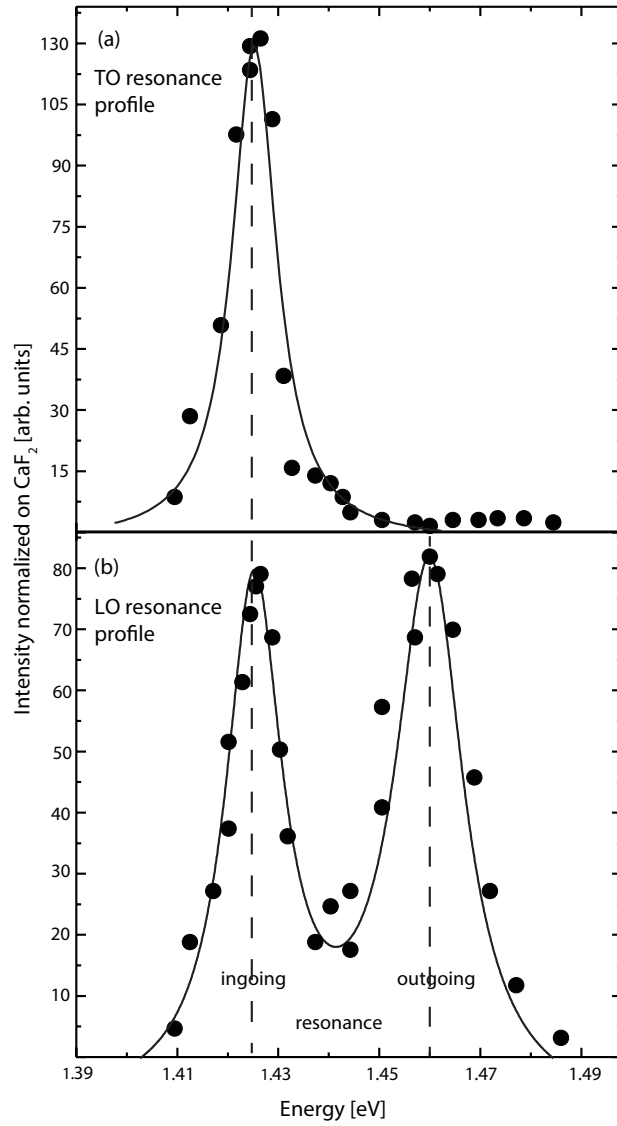 (a)
TO resonance
profile
130
105
90
75
60
45
30
15
(b)
LO resonance
profile
80
70
60
50
40
30
20
10
ingoing
outgoing
resonance
1.39
1.41
1.43
1.45
1.46
1.47
1.49
Energy [eV]
Intensity normalized on CaF₂ [arb. units]